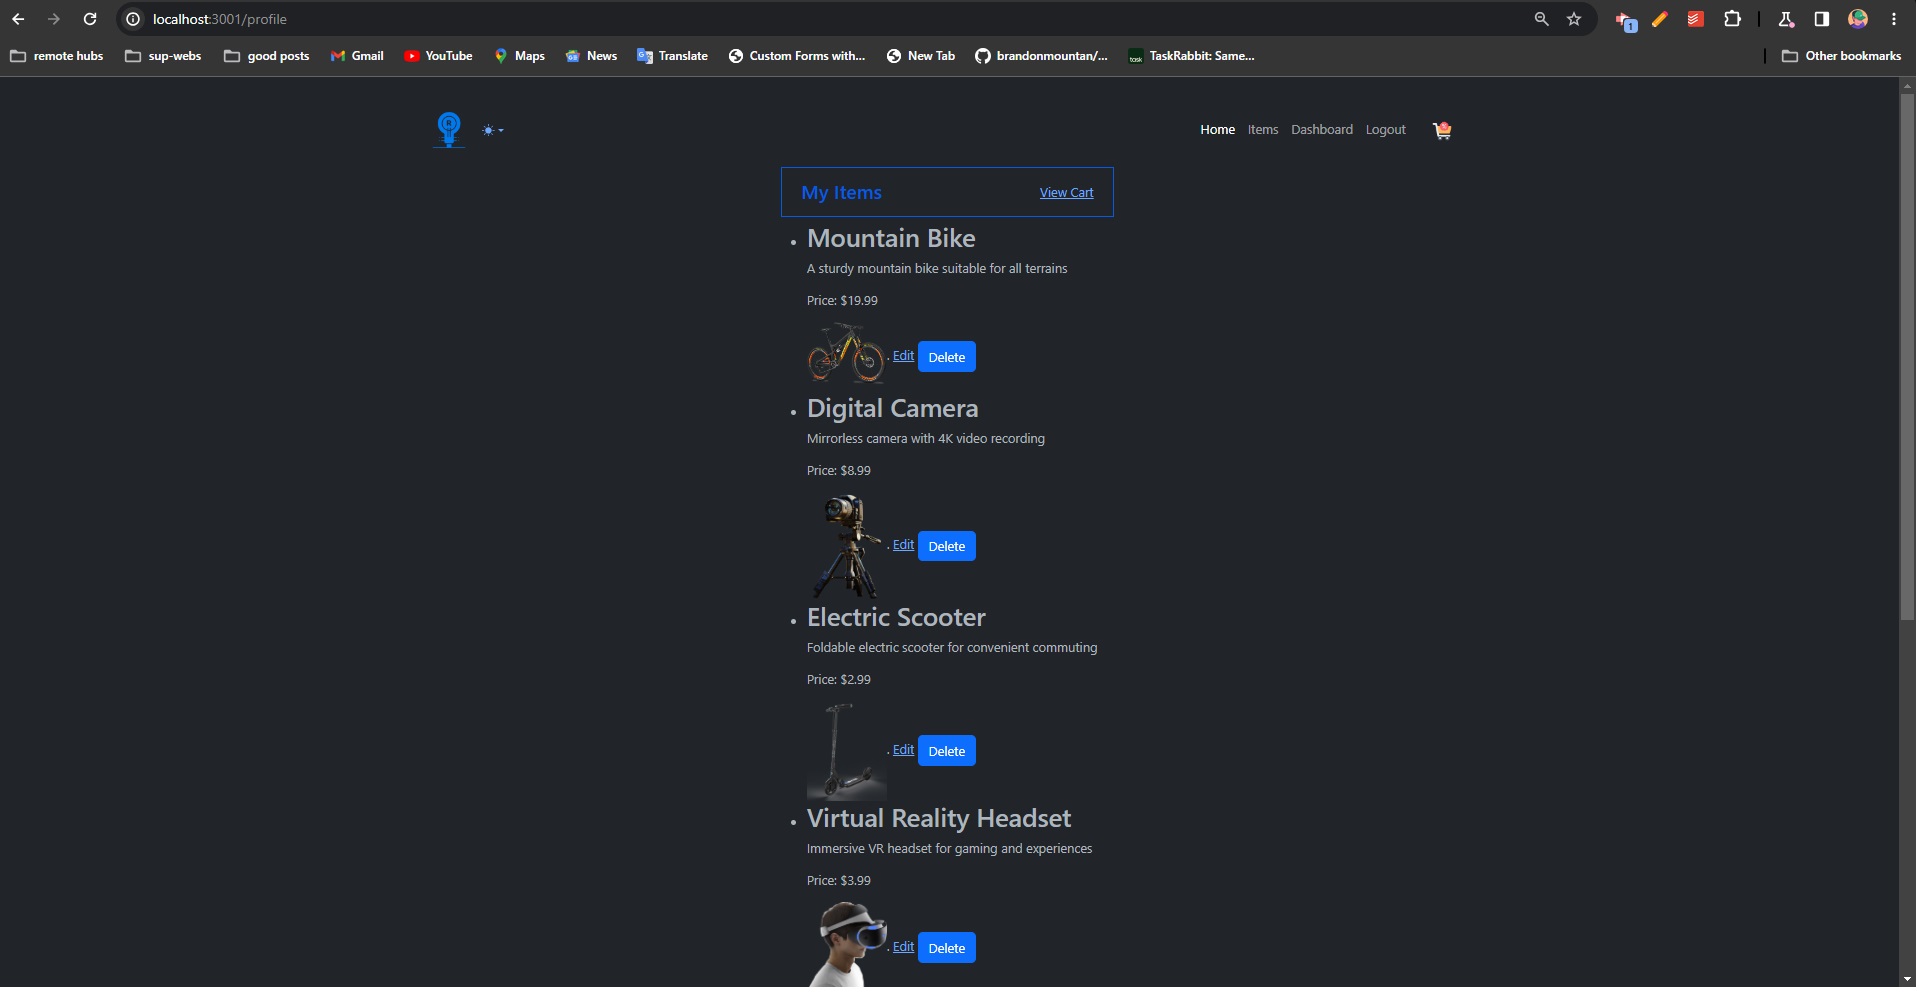 localhost:3001/profile
1
remote hubs sup-webs good posts Gmail YouTube Maps News Translate Custom Forms with... New Tab brandonmountan/... task TaskRabbit: Same... Other bookmarks
Home Items Dashboard Logout
My Items View Cart
• Mountain Bike
A sturdy mountain bike suitable for all terrains
Price: $19.99
. Edit Delete
• Digital Camera
Mirrorless camera with 4K video recording
Price: $8.99
. Edit Delete
• Electric Scooter
Foldable electric scooter for convenient commuting
Price: $2.99
. Edit Delete
• Virtual Reality Headset
Immersive VR headset for gaming and experiences
Price: $3.99
. Edit Delete